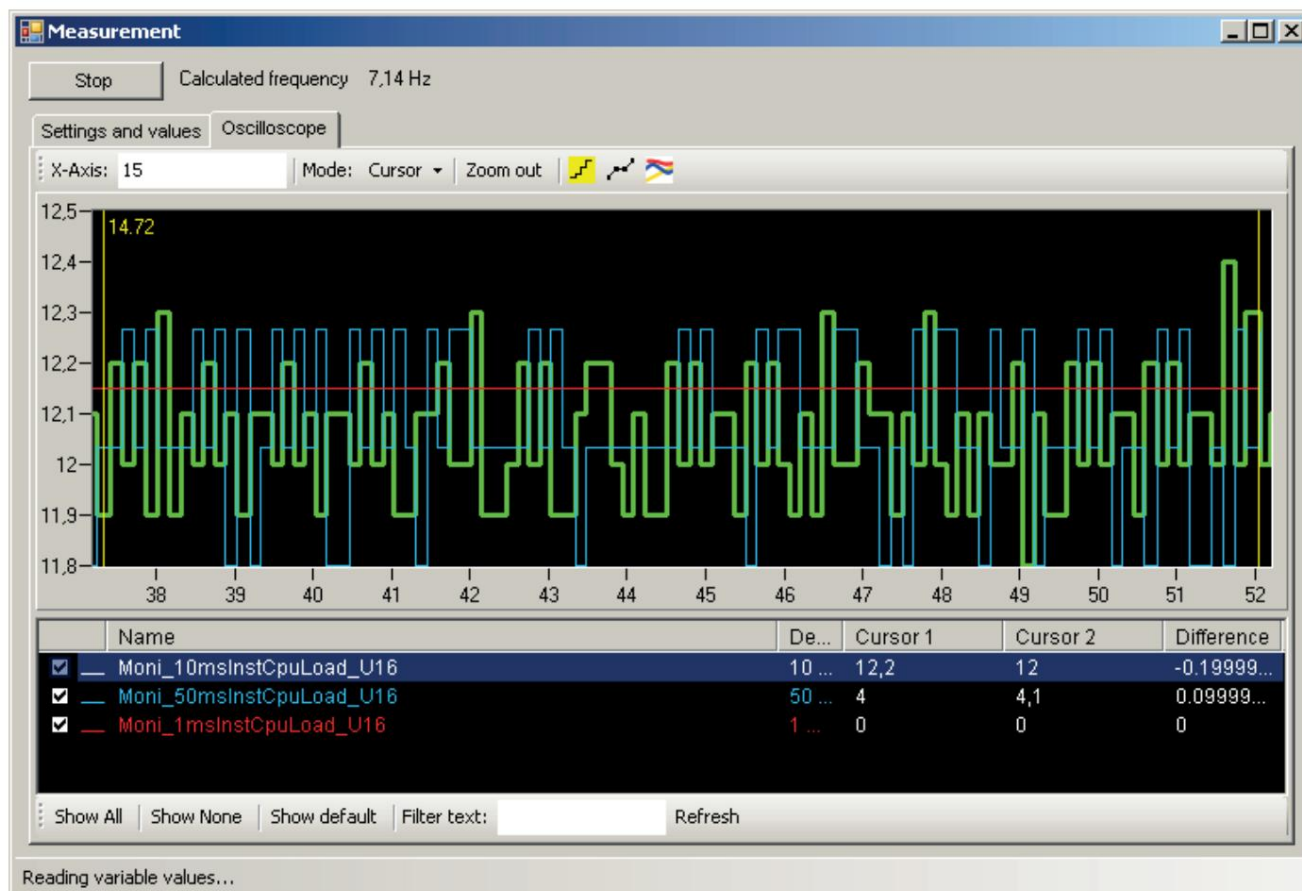 Measurement
Stop Calculated frequency 7,14 Hz
Settings and values Oscilloscope
X-Axis: 15 Mode: Cursor Zoom out
12,5
14.72
12,4
12,3
12,2
12,1
12
11,9
11,8
38 39 40 41 42 43 44 45 46 47 48 49 50 51 52
Name De... Cursor 1 Cursor 2 Difference
Moni_10msInstCpuLoad_U16 10 ... 12,2 12 -0.19999...
Moni_50msInstCpuLoad_U16 50 ... 4 4,1 0.09999...
Moni_1msInstCpuLoad_U16 1 ... 0 0 0
Show All Show None Show default Filter text: Refresh
Reading variable values...